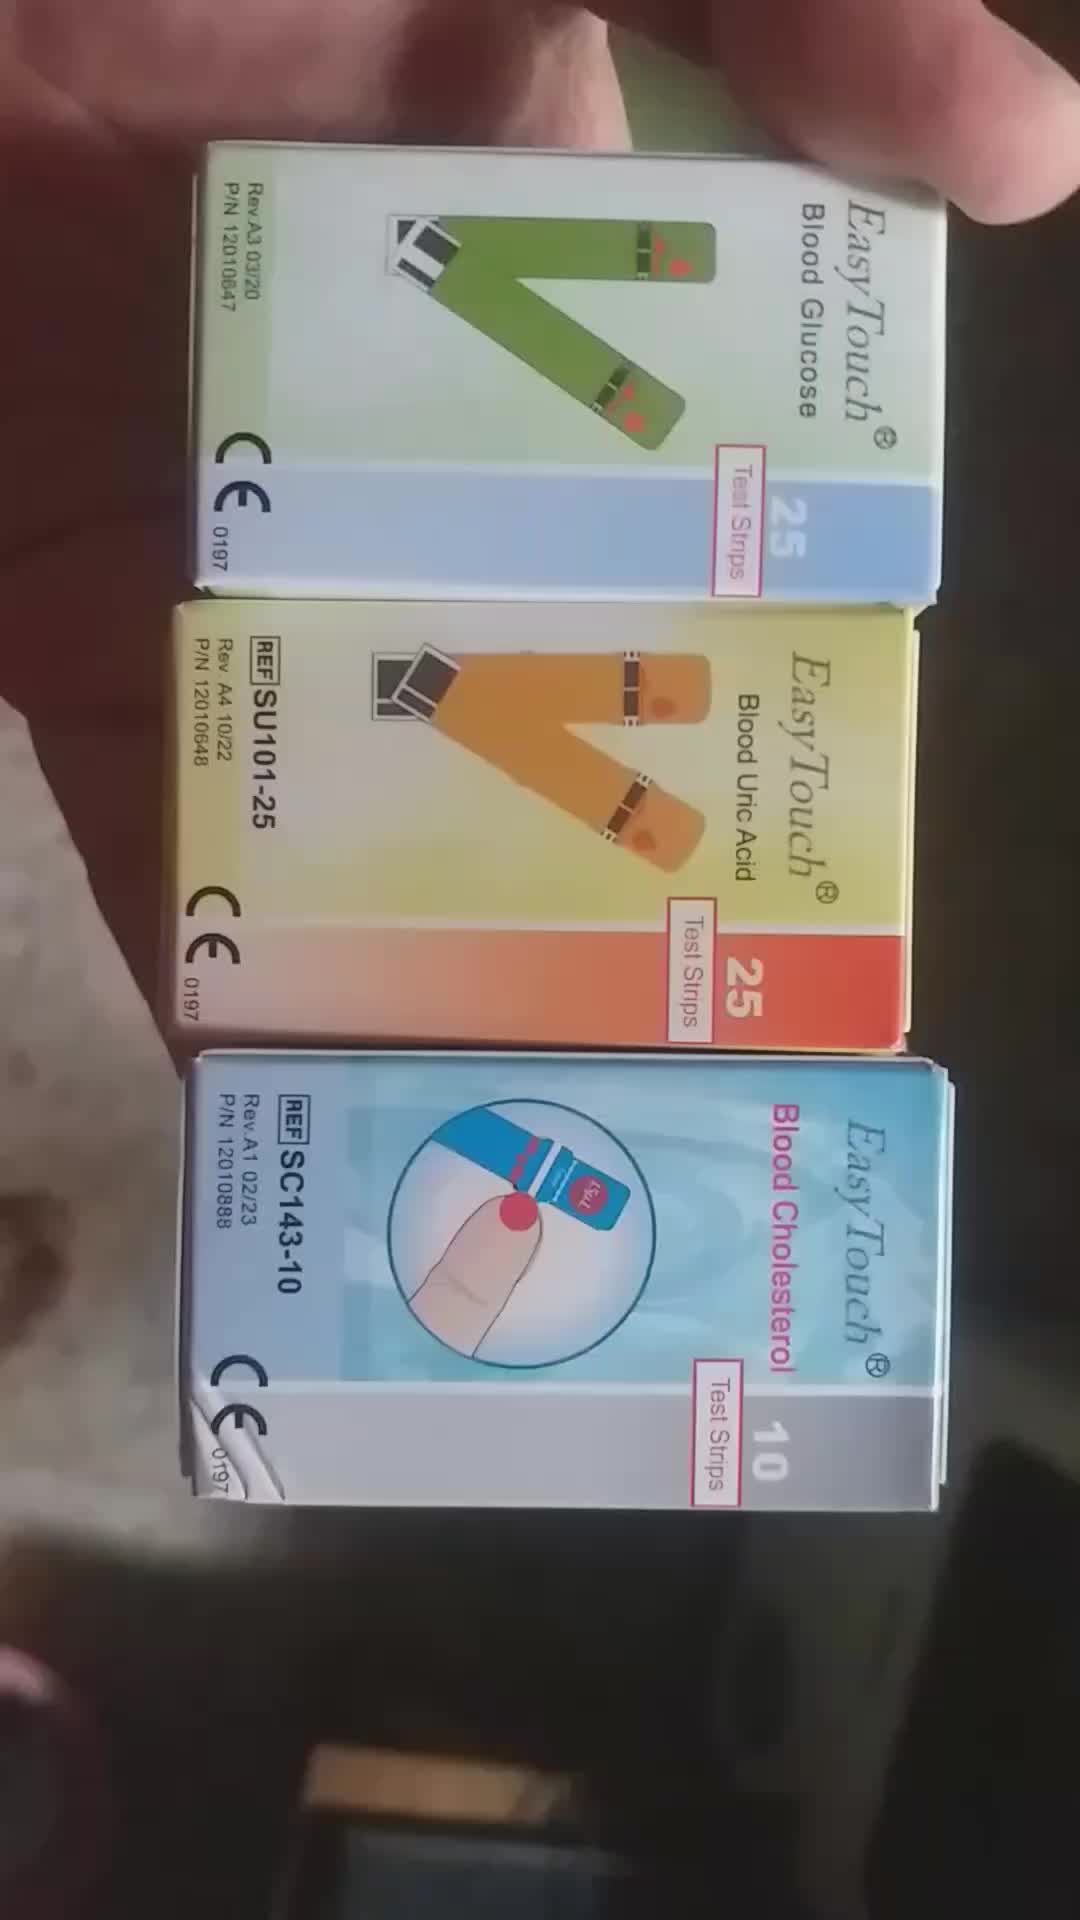 EasyTouch®
Blood Glucose
25
Test Strips
Rev.A3 03/20
P/N 12010647
CE 0197
EasyTouch®
Blood Uric Acid
25
Test Strips
REF SU101-25
Rev. A4 10/22
P/N 12010648
CE 0197
EasyTouch®
Blood Cholesterol
10
Test Strips
REF SC143-10
Rev.A1 02/23
P/N 12010888
CE 0197